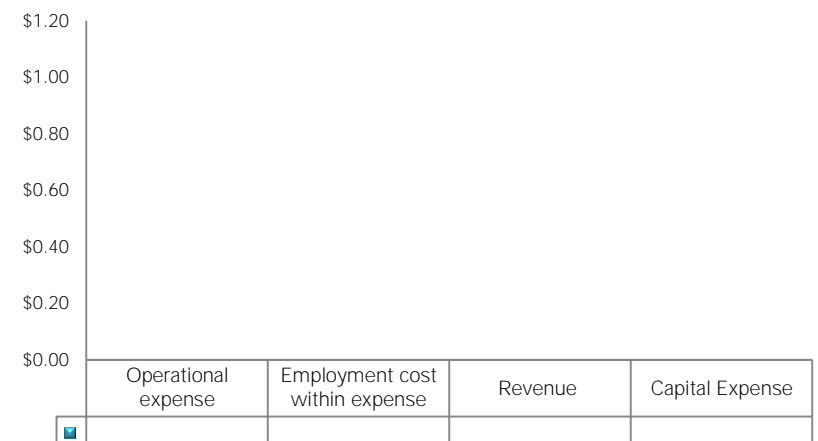 $1.20
$1.00
$0.80
$0.60
$0.40
$0.20
$0.00
Operational
expense
Employment cost
within expense
Revenue
Capital Expense